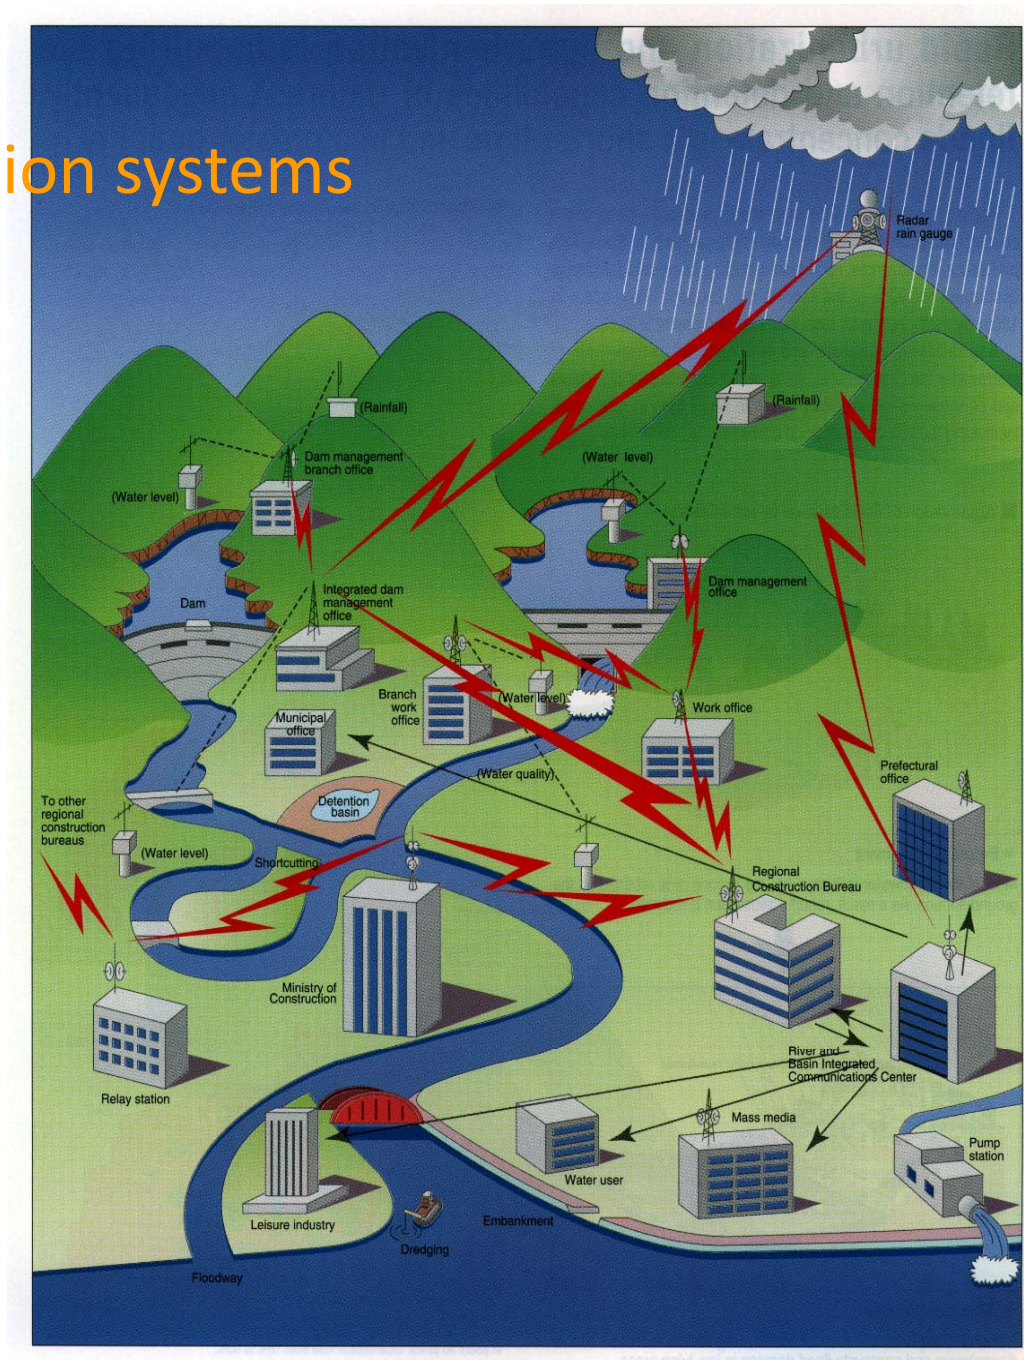 ion systems
Radar
rain gauge
(Rainfall)
(Rainfall)
Dam management
branch office
(Water level)
(Water level)
Dam management
office
Integrated dam
management
office
Dam
Branch
work
office
(Water level)
Work office
Municipal
office
(Water quality)
Prefectural
office
Detention
basin
To other
regional
construction
bureaus
(Water level)
Shortcutting
Regional
Construction Bureau
Ministry of
Construction
River and
Basin Integrated
Communications Center
Relay station
Mass media
Pump
station
Water user
Leisure industry
Embankment
Dredging
Floodway